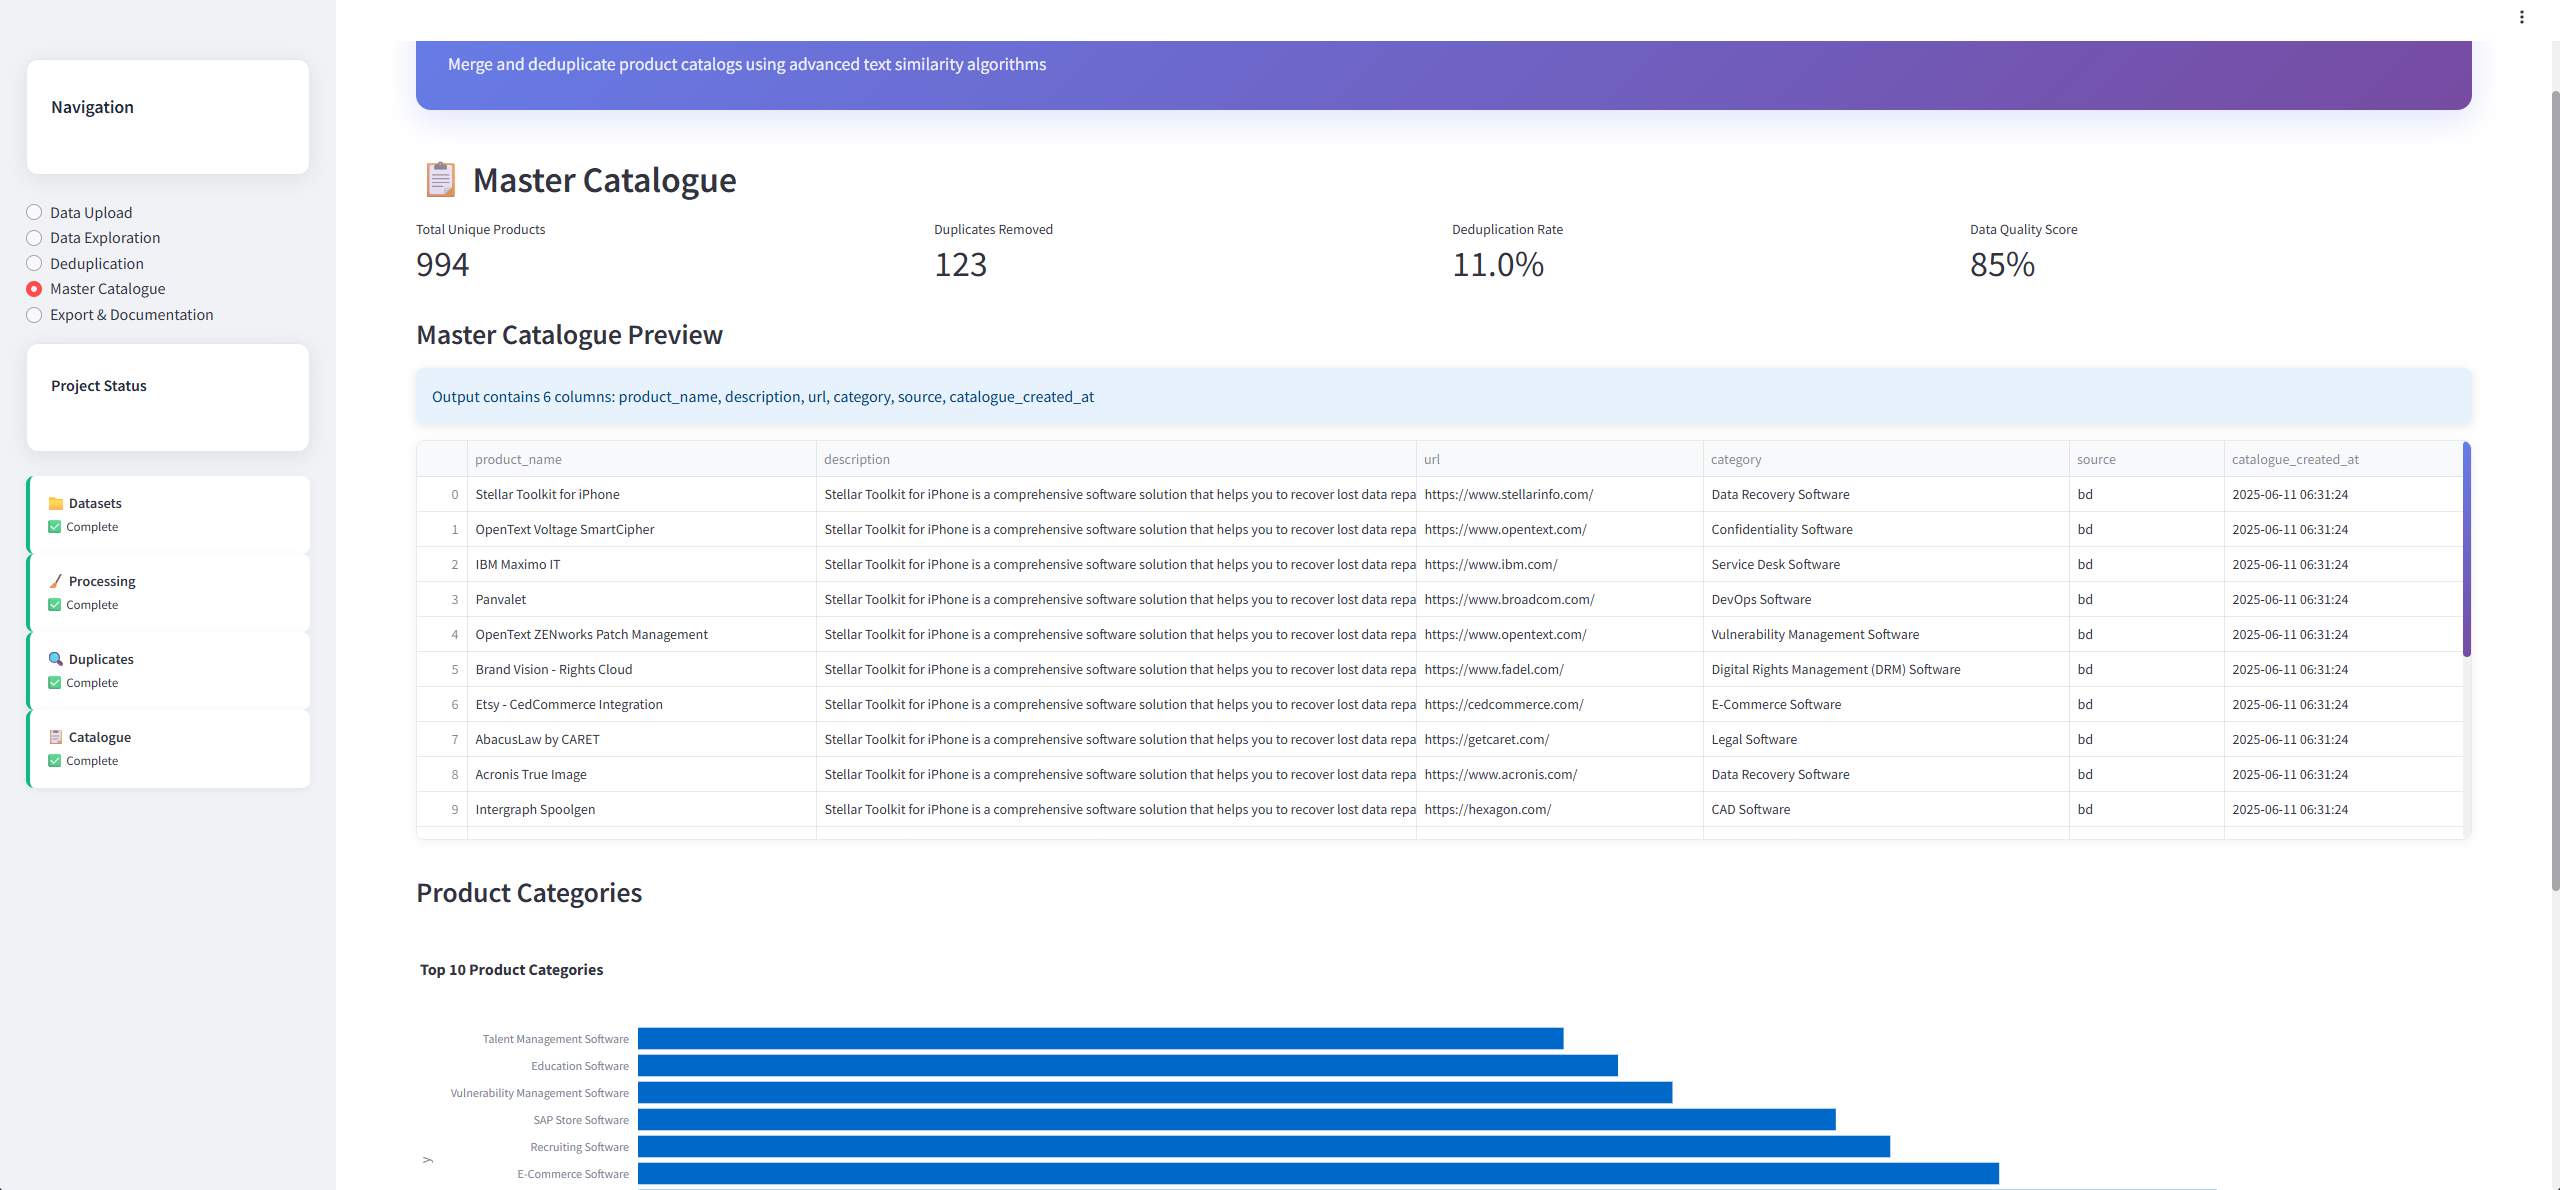 Navigation
Data Upload
Data Exploration
Deduplication
Master Catalogue
Export & Documentation
Project Status
Datasets
Complete
Processing
Complete
Duplicates
Complete
Catalogue
Complete
Merge and deduplicate product catalogs using advanced text similarity algorithms
Master Catalogue
Total Unique Products Duplicates Removed Deduplication Rate Data Quality Score
994 123 11.0% 85%
Master Catalogue Preview
Output contains 6 columns: product_name, description, url, category, source, catalogue_created_at
product_name description url category source catalogue_created_at
0 Stellar Toolkit for iPhone Stellar Toolkit for iPhone is a comprehensive software solution that helps you to recover lost data repa https://www.stellarinfo.com/ Data Recovery Software bd 2025-06-11 06:31:24
1 OpenText Voltage SmartCipher Stellar Toolkit for iPhone is a comprehensive software solution that helps you to recover lost data repa https://www.opentext.com/ Confidentiality Software bd 2025-06-11 06:31:24
2 IBM Maximo IT Stellar Toolkit for iPhone is a comprehensive software solution that helps you to recover lost data repa https://www.ibm.com/ Service Desk Software bd 2025-06-11 06:31:24
3 Panvalet Stellar Toolkit for iPhone is a comprehensive software solution that helps you to recover lost data repa https://www.broadcom.com/ DevOps Software bd 2025-06-11 06:31:24
4 OpenText ZENworks Patch Management Stellar Toolkit for iPhone is a comprehensive software solution that helps you to recover lost data repa https://www.opentext.com/ Vulnerability Management Software bd 2025-06-11 06:31:24
5 Brand Vision - Rights Cloud Stellar Toolkit for iPhone is a comprehensive software solution that helps you to recover lost data repa https://www.fadel.com/ Digital Rights Management (DRM) Software bd 2025-06-11 06:31:24
6 Etsy - CedCommerce Integration Stellar Toolkit for iPhone is a comprehensive software solution that helps you to recover lost data repa https://cedcommerce.com/ E-Commerce Software bd 2025-06-11 06:31:24
7 AbacusLaw by CARET Stellar Toolkit for iPhone is a comprehensive software solution that helps you to recover lost data repa https://getcaret.com/ Legal Software bd 2025-06-11 06:31:24
8 Acronis True Image Stellar Toolkit for iPhone is a comprehensive software solution that helps you to recover lost data repa https://www.acronis.com/ Data Recovery Software bd 2025-06-11 06:31:24
9 Intergraph Spoolgen Stellar Toolkit for iPhone is a comprehensive software solution that helps you to recover lost data repa https://hexagon.com/ CAD Software bd 2025-06-11 06:31:24
Product Categories
Top 10 Product Categories
Talent Management Software
Education Software
Vulnerability Management Software
SAP Store Software
Recruiting Software
y
E-Commerce Software